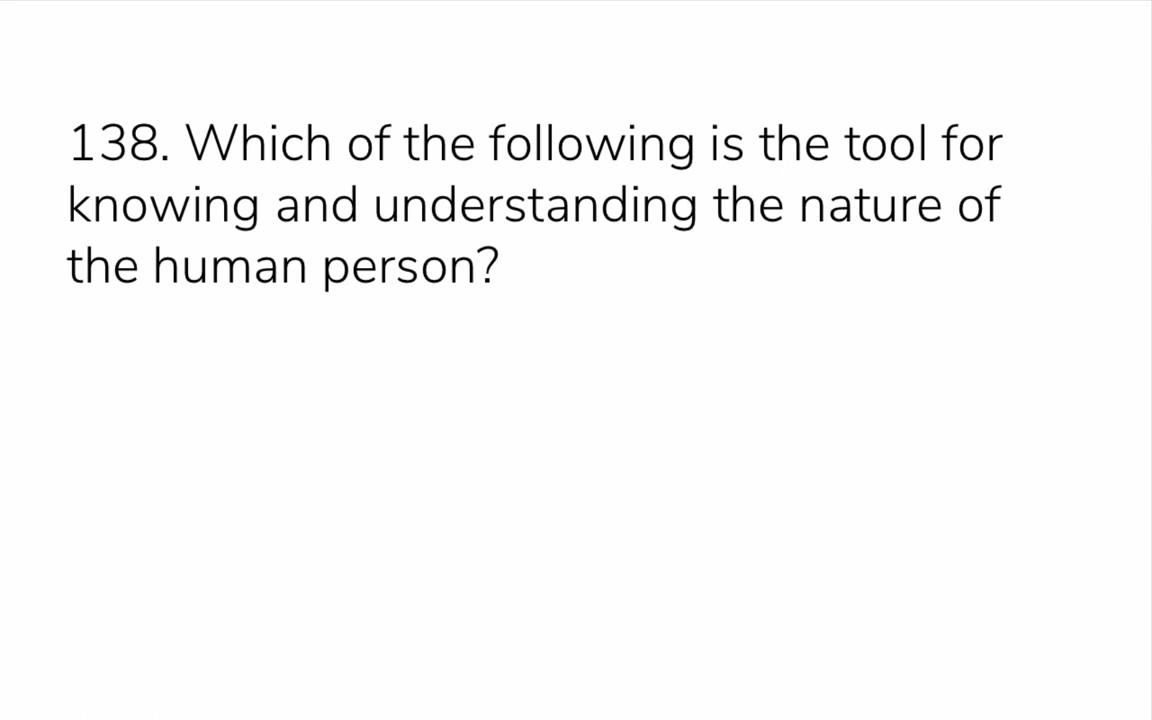 138. Which of the following is the tool for
knowing and understanding the nature of
the human person?